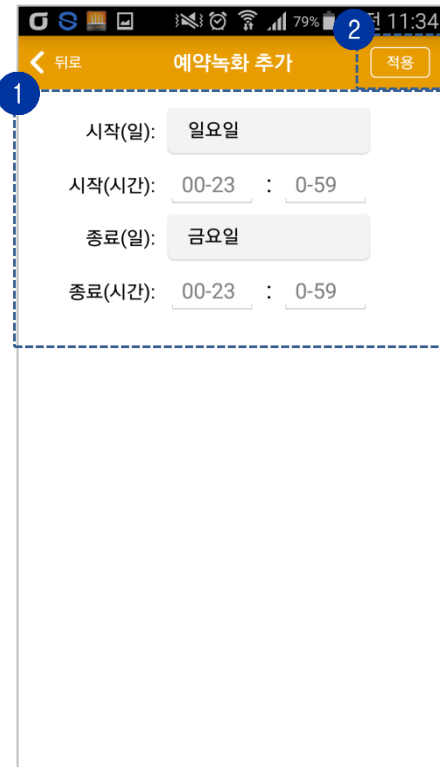 79% 전 11:34
2
뒤로 예약녹화 추가 적용
1
시작(일): 일요일
시작(시간): 00-23 : 0-59
종료(일): 금요일
종료(시간): 00-23 : 0-59